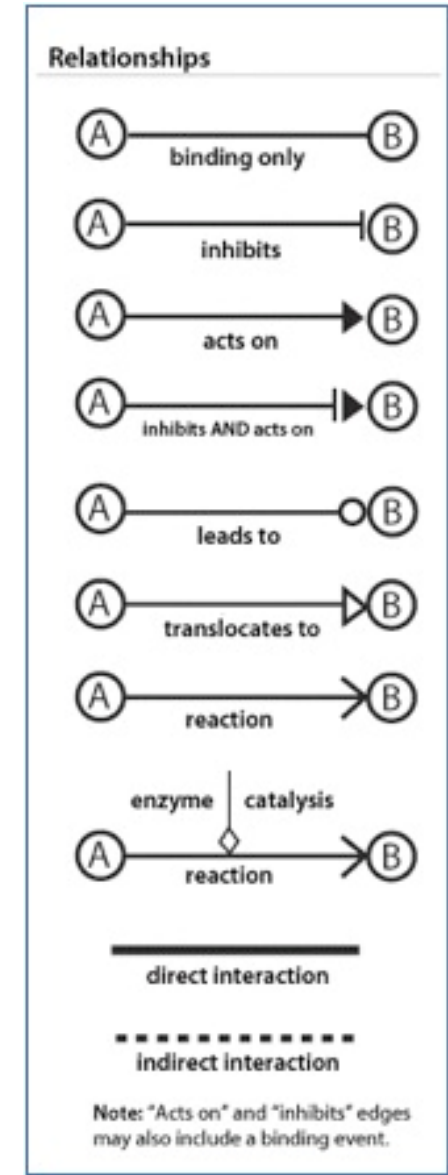 Relationships
A B
binding only
A B
inhibits
A B
acts on
A B
inhibits AND acts on
A B
leads to
A B
translocates to
A B
reaction
enzyme catalysis
A B
reaction
direct interaction
indirect interaction
Note: "Acts on" and "inhibits" edges
may also include a binding event.